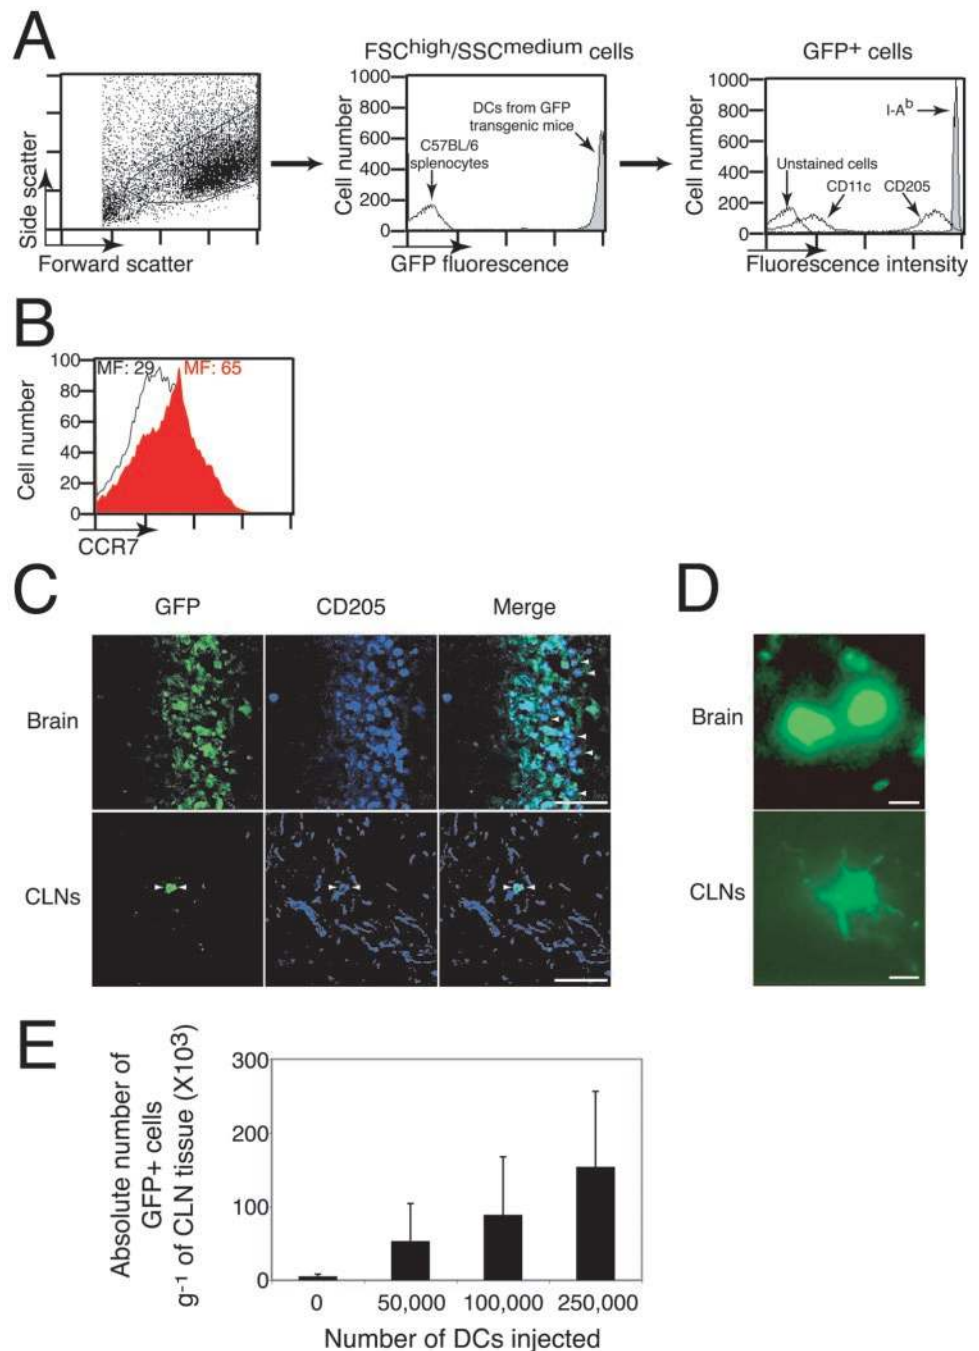 A
FSChigh/SSCmedium cells
GFP+ cells
Side scatter
Forward scatter
Cell number
1000
800
600
400
200
0
DCs from GFP
transgenic mice
C57BL/6
splenocytes
GFP fluorescence
Cell number
1000
800
600
400
200
0
I-Ab
Unstained cells
CD11c
CD205
Fluorescence intensity
B
Cell number
100
80
60
40
20
0
MF: 29
MF: 65
CCR7
C
GFP
CD205
Merge
Brain
CLNs
D
Brain
CLNs
E
Absolute number of
GFP+ cells
g-1 of CLN tissue (X103)
300
200
100
0
0
50,000
100,000
250,000
Number of DCs injected